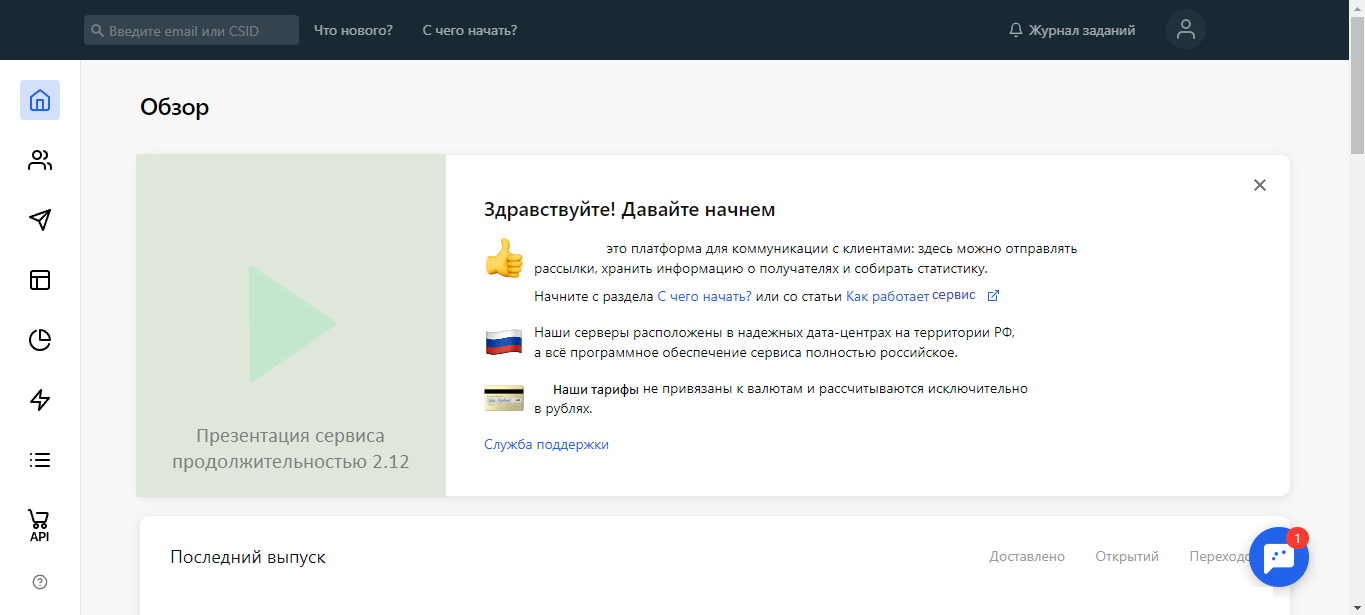 Введите email или CSID
Что нового?
С чего начать?
Журнал заданий
Обзор
Презентация сервиса
продолжительностью 2.12
Здравствуйте! Давайте начнем
это платформа для коммуникации с клиентами: здесь можно отправлять
рассылки, хранить информацию о получателях и собирать статистику.
Начните с раздела С чего начать? или со статьи Как работает сервис
Наши серверы расположены в надежных дата-центрах на территории РФ,
а всё программное обеспечение сервиса полностью российское.
Наши тарифы не привязаны к валютам и рассчитываются исключительно
в рублях.
Служба поддержки
API
Последний выпуск
Доставлено
Открытий
1